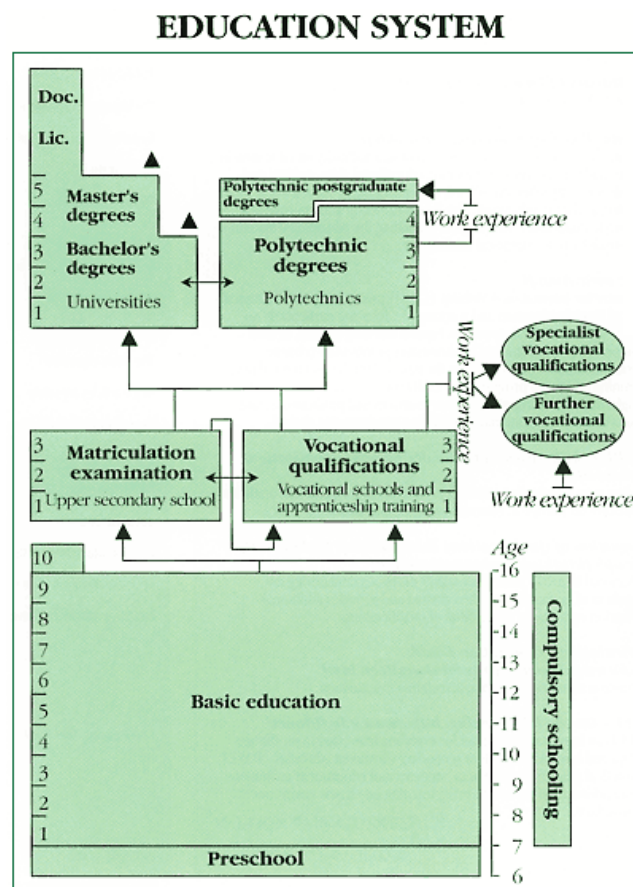 EDUCATION SYSTEM
Doc.
Lic.
5
4
3
2
1
Master's
degrees
Bachelor's
degrees
Universities
Polytechnic postgraduate
degrees
Work experience
Polytechnic
degrees
Polytechnics
4
3
2
1
Work experience
Specialist
vocational
qualifications
Further
vocational
qualifications
Work experience
3
2
1
Matriculation
examination
Upper secondary school
Vocational
qualifications
Vocational schools and
apprenticeship training
3
2
1
10
9
8
7
6
5
4
3
2
1
Basic education
Preschool
Age
-16
-15
-14
-13
-12
-11
-10
- 9
- 8
- 7
6
Compulsory schooling